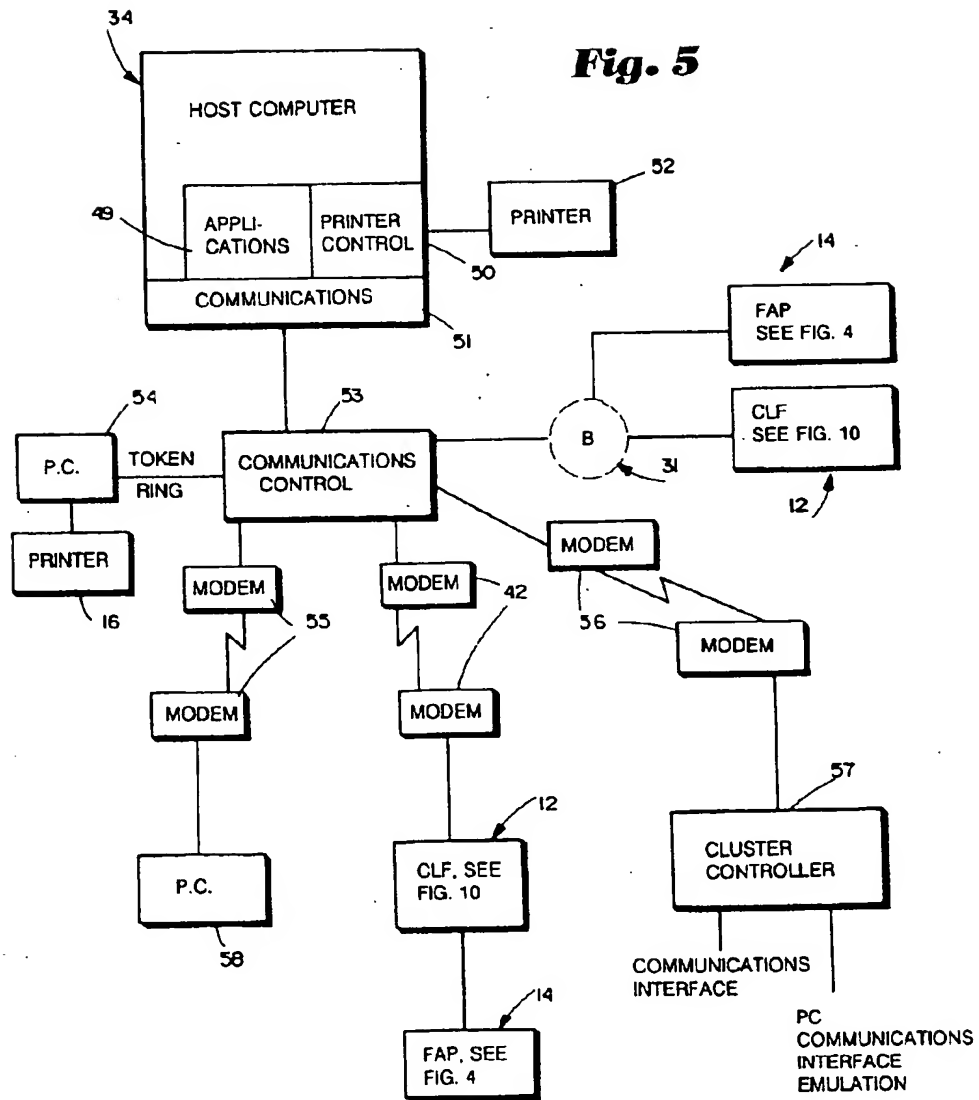 34
Fig. 5
HOST COMPUTER
52
PRINTER
49
APPLI-
CATIONS
PRINTER
CONTROL
50
COMMUNICATIONS
51
14
FAP
SEE FIG. 4
54
53
B
CLF
SEE FIG. 10
31
12
P.C.
TOKEN
RING
COMMUNICATIONS
CONTROL
PRINTER
16
MODEM
55
MODEM
42
MODEM
56
MODEM
MODEM
MODEM
57
12
CLUSTER
CONTROLLER
P.C.
58
CLF, SEE
FIG. 10
COMMUNICATIONS
INTERFACE
14
FAP, SEE
FIG. 4
PC
COMMUNICATIONS
INTERFACE
EMULATION